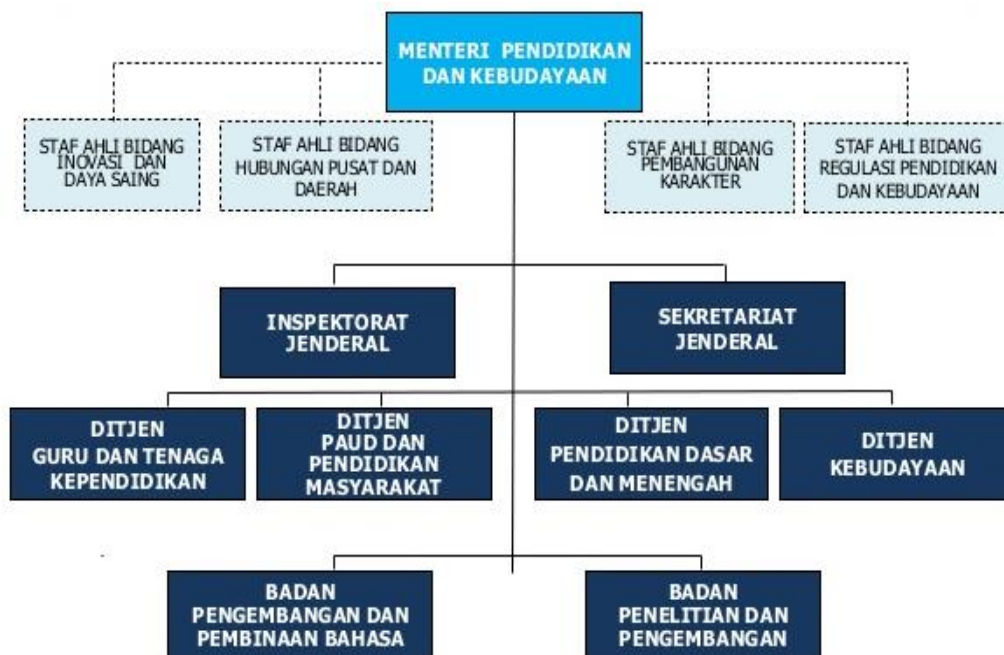 MENTERI PENDIDIKAN
DAN KEBUDAYAAN
STAF AHLI BIDANG
INOVASI DAN
DAYA SAING
STAF AHLI BIDANG
HUBUNGAN PUSAT DAN
DAERAH
STAF AHLI BIDANG
PEMBANGUNAN
KARAKTER
STAF AHLI BIDANG
REGULASI PENDIDIKAN
DAN KEBUDAYAAN
INSPEKTORAT
JENDERAL
SEKRETARIAT
JENDERAL
DITJEN
GURU DAN TENAGA
KEPENDIDIKAN
DITJEN
PAUD DAN
PENDIDIKAN
MASYARAKAT
DITJEN
PENDIDIKAN DASAR
DAN MENENGAH
DITJEN
KEBUDAYAAN
BADAN
PENGEMBANGAN DAN
PEMBINAAN BAHASA
BADAN
PENELITIAN DAN
PENGEMBANGAN